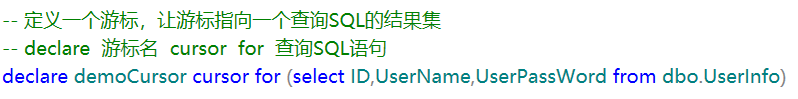 -- 定义一个游标，让游标指向一个查询SQL的结果集
-- declare 游标名 cursor for 查询SQL语句
declare demoCursor cursor for (select ID,UserName,UserPassWord from dbo.UserInfo)